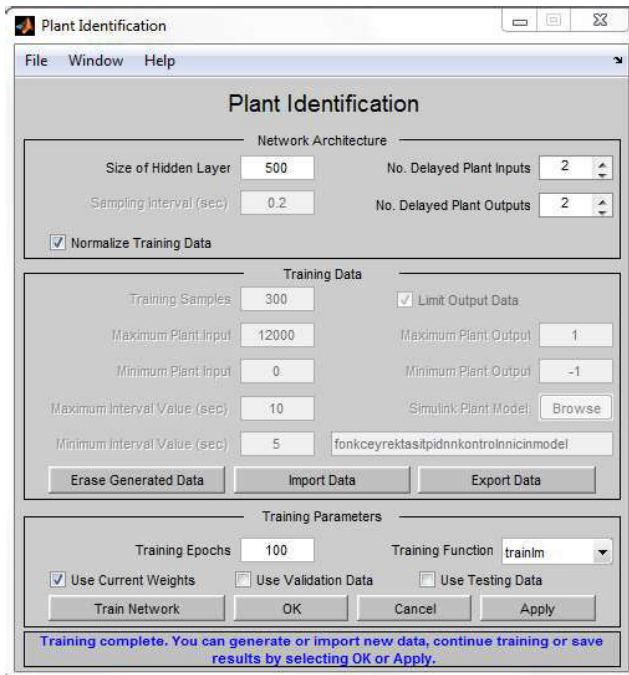 Plant Identification
File Window Help
Plant Identification
Network Architecture
Size of Hidden Layer 500 No. Delayed Plant Inputs 2
Sampling Interval (sec) 0.2 No. Delayed Plant Outputs 2
Normalize Training Data
Training Data
Training Samples 300 Limit Output Data
Maximum Plant Input 12000 Maximum Plant Output 1
Minimum Plant Input 0 Minimum Plant Output -1
Maximum Interval Value (sec) 10 Simulink Plant Model: Browse
Minimum Interval Value (sec) 5 fonkceyrektasitpidnnkontrolnnicinmodel
Erase Generated Data Import Data Export Data
Training Parameters
Training Epochs 100 Training Function trainlm
Use Current Weights Use Validation Data Use Testing Data
Train Network OK Cancel Apply
Training complete. You can generate or import new data, continue training or save
results by selecting OK or Apply.